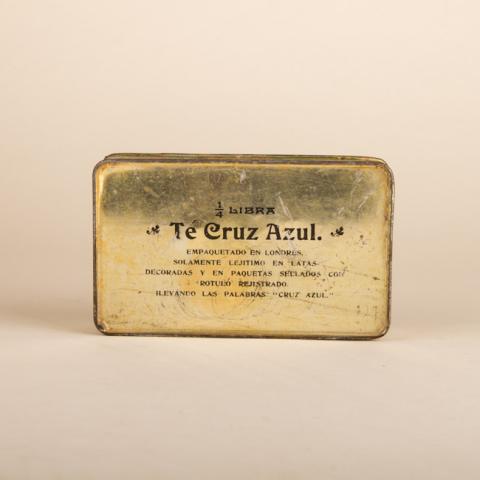 1/4 LIBRA
Té Cruz Azul.
EMPAQUETADO EN LONDRES,
SOLAMENTE LEJITIMO EN LATAS
DECORADAS Y EN PAQUETAS SELLADOS CON
ROTULO REJISTRADO
LLEVANDO LAS PALABRAS "CRUZ AZUL."